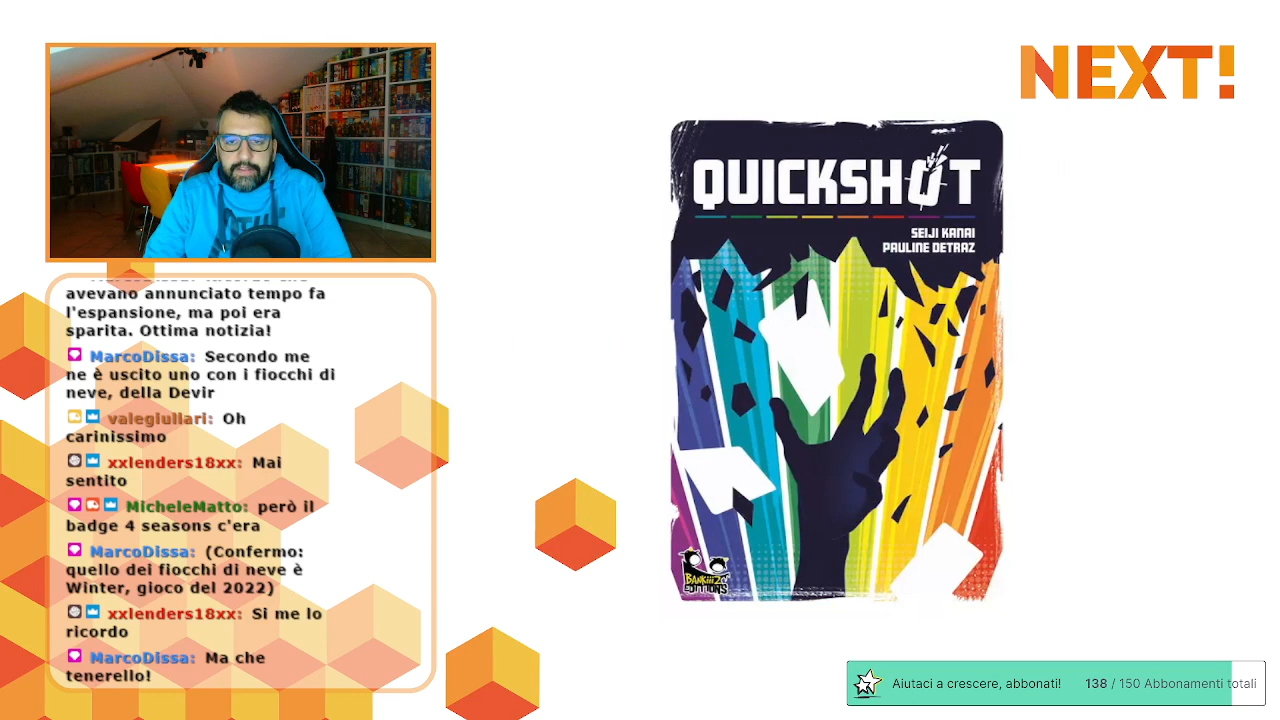 NEXT!
QUICKSHOT
SEIJI KANAI
PAULINE DETRAZ
BANKIIIZ
EDITIONS
avevano annunciato tempo fa
l'espansione, ma poi era
sparita. Ottima notizia!
MarcoDissa: Secondo me
ne è uscito uno con i fiocchi di
neve, della Devir
valegiullari: Oh
carinissimo
xxlenders18xx: Mai
sentito
MicheleMatto: però il
badge 4 seasons c'era
MarcoDissa: (Confermo:
quello dei fiocchi di neve è
Winter, gioco del 2022)
xxlenders18xx: Si me lo
ricordo
MarcoDissa: Ma che
tenerello!
Aiutaci a crescere, abbonati! 138 / 150 Abbonamenti totali